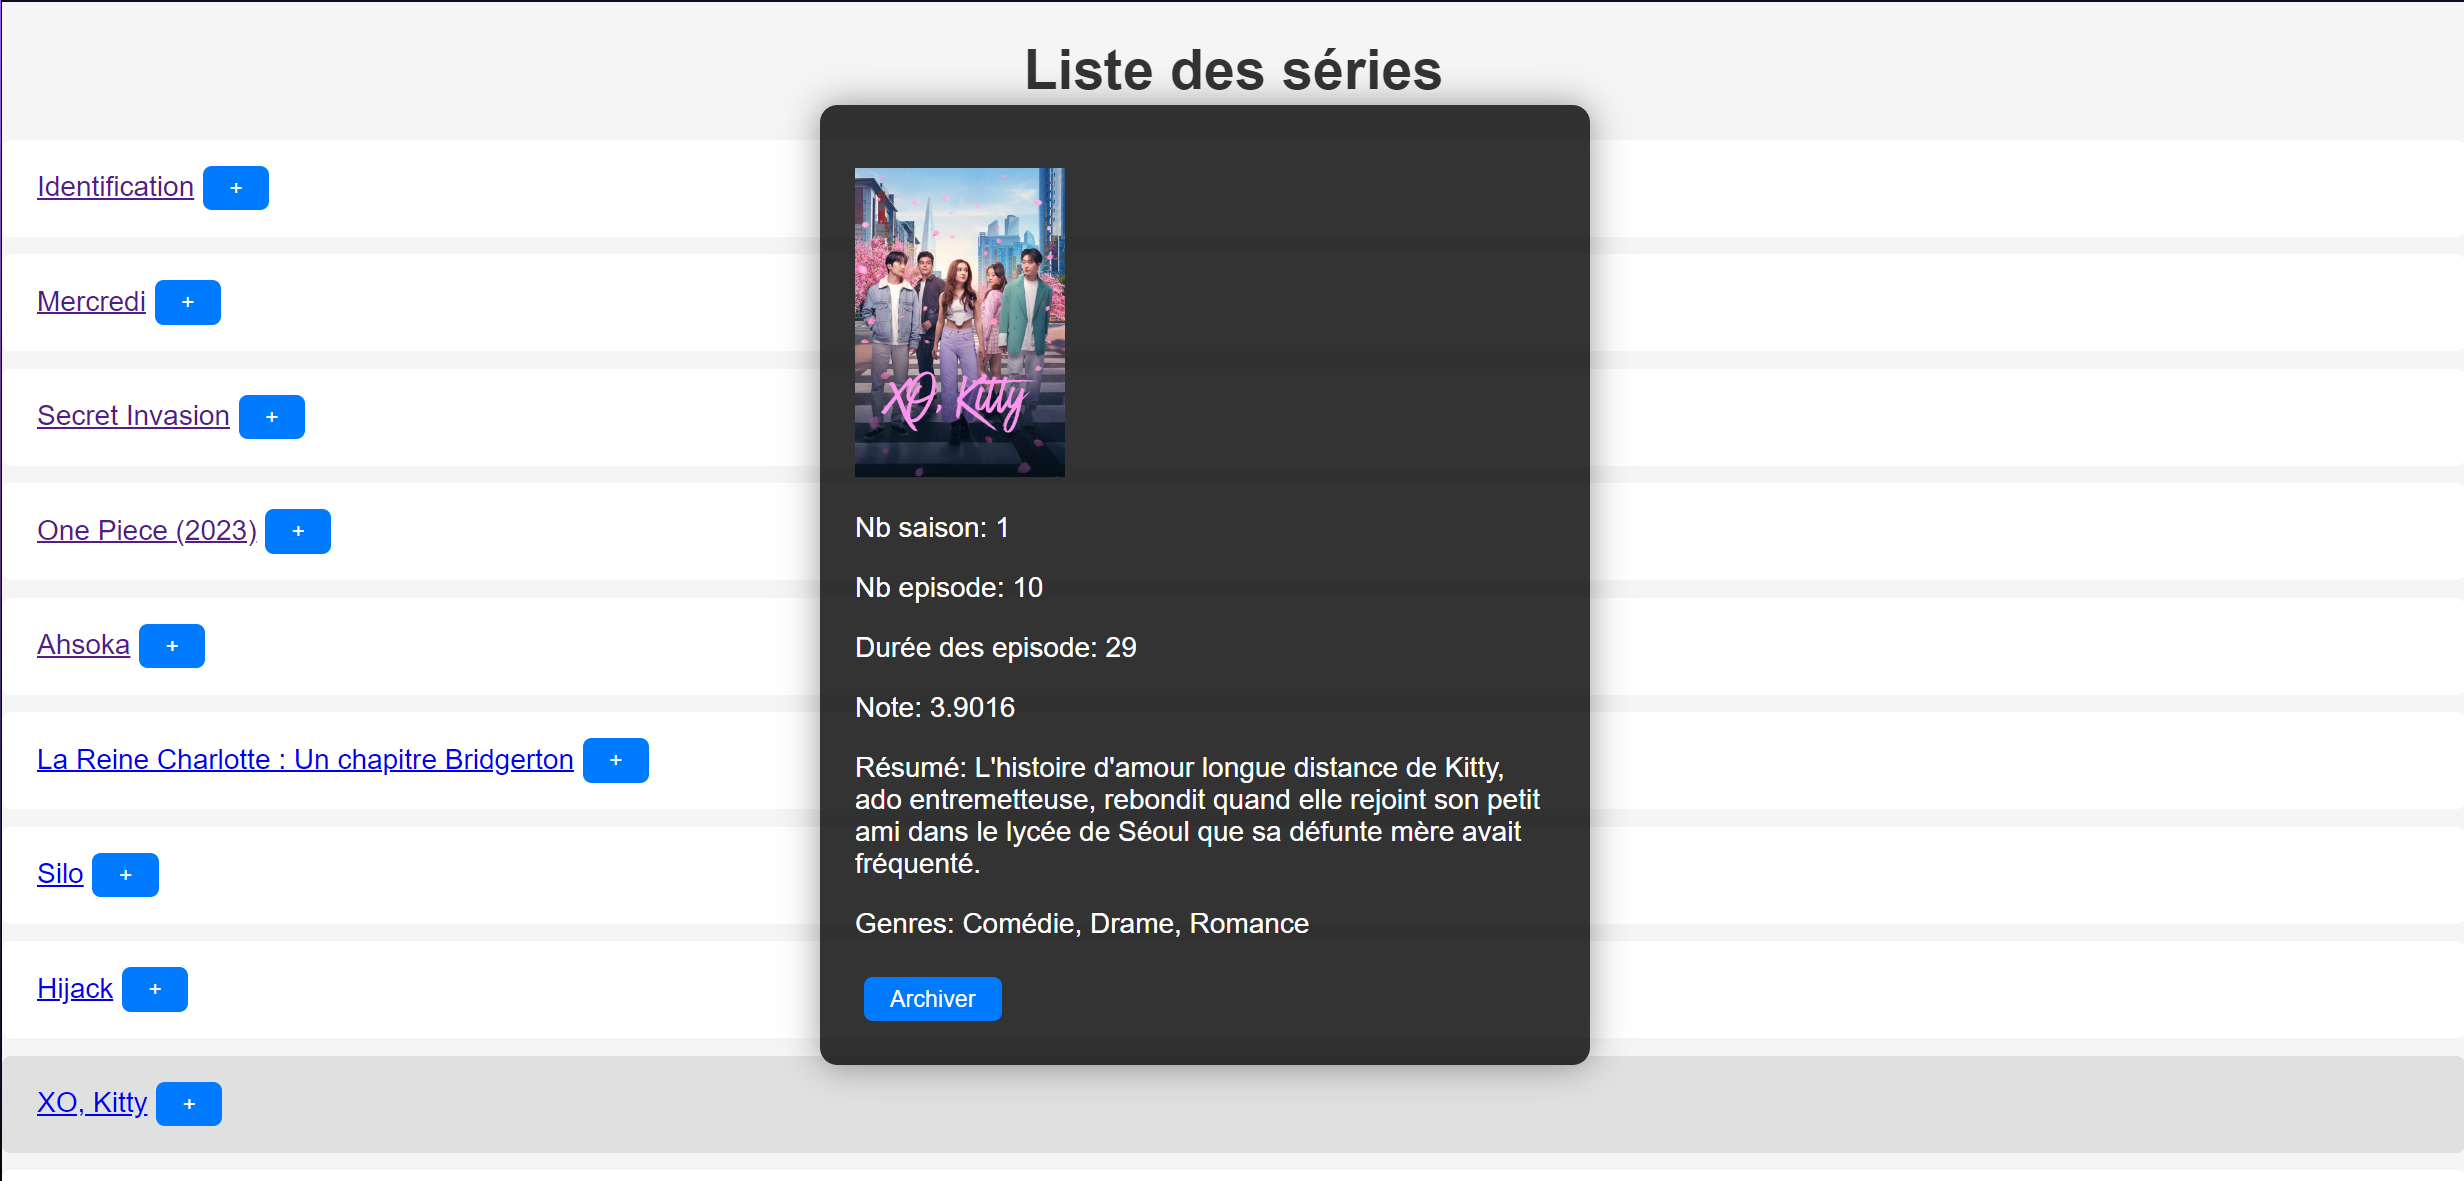 Liste des séries
Identification +
Mercredi +
Secret Invasion +
One Piece (2023) +
Ahsoka +
La Reine Charlotte : Un chapitre Bridgerton +
Silo +
Hijack +
XO, Kitty +
XO, Kitty
Nb saison: 1
Nb episode: 10
Durée des episode: 29
Note: 3.9016
Résumé: L'histoire d'amour longue distance de Kitty,
ado entremetteuse, rebondit quand elle rejoint son petit
ami dans le lycée de Séoul que sa défunte mère avait
fréquenté.
Genres: Comédie, Drame, Romance
Archiver